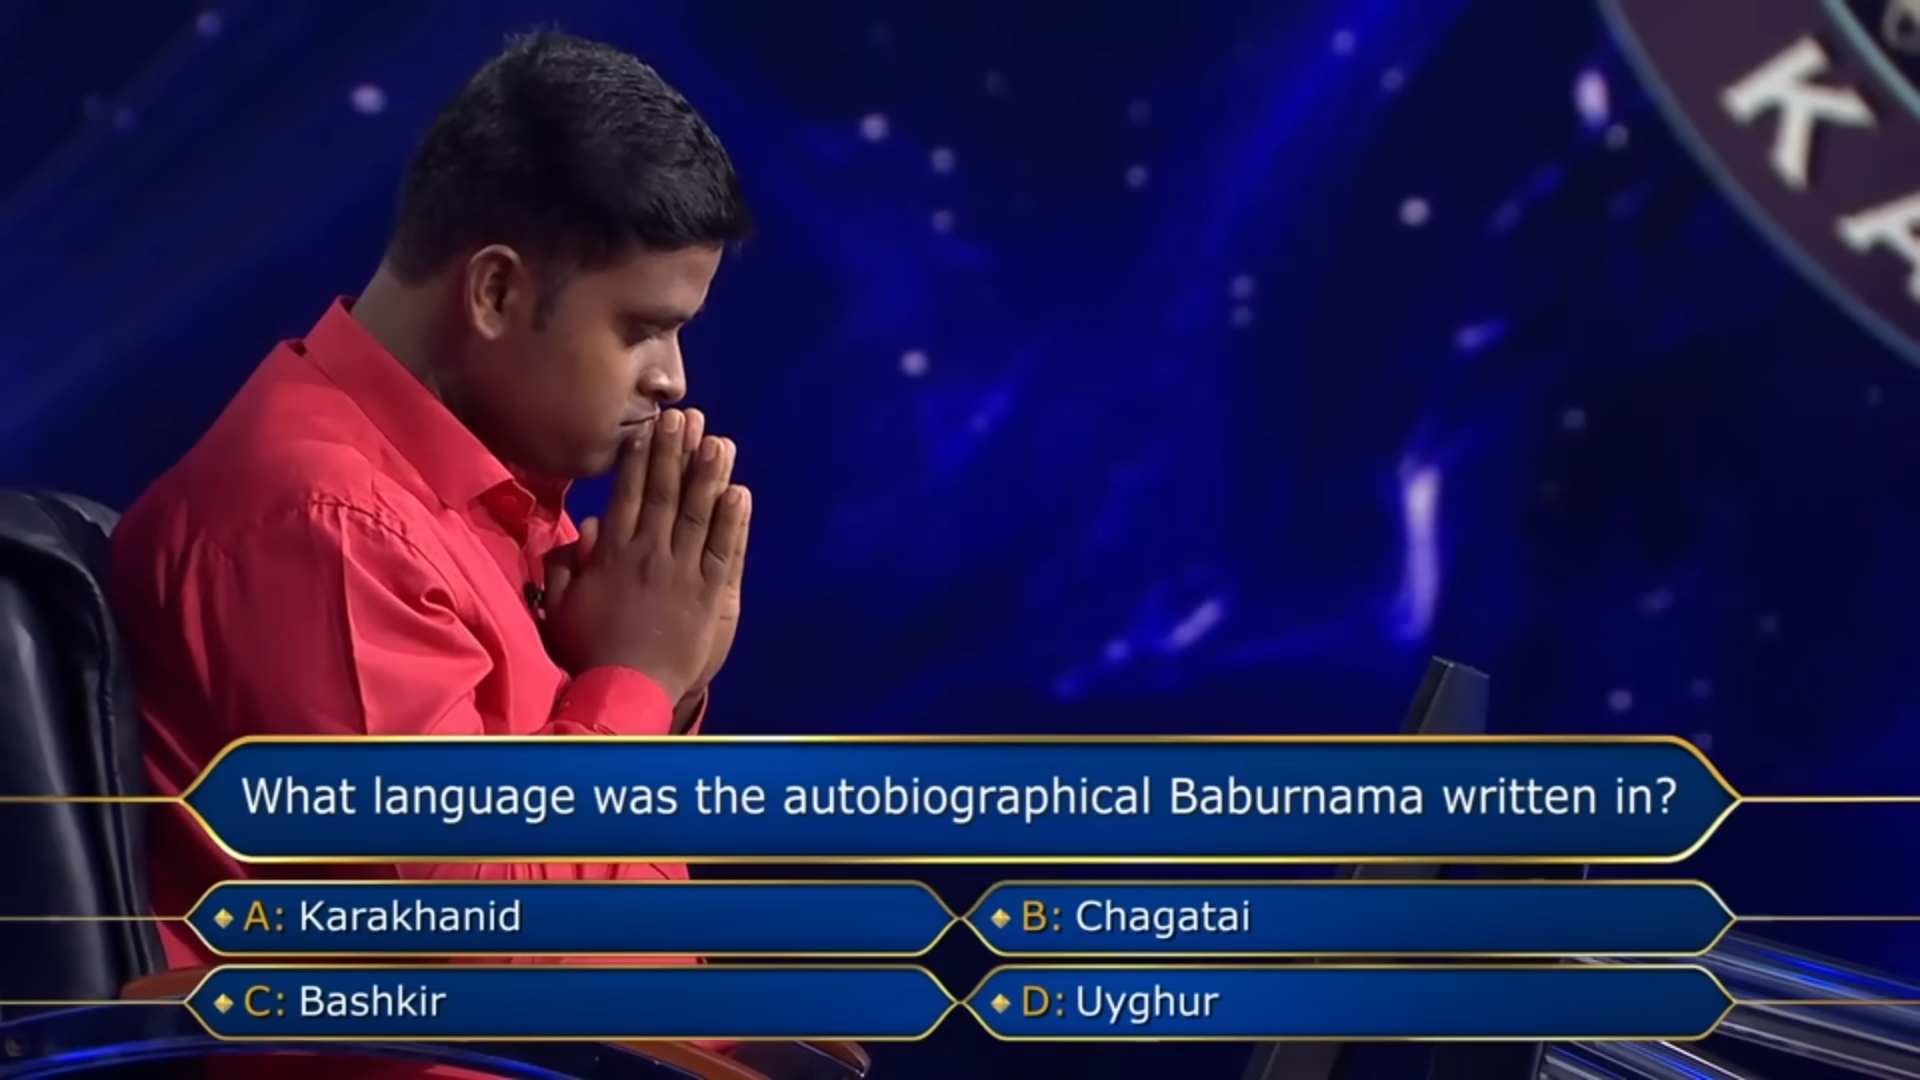 K
A
What language was the autobiographical Baburnama written in?
A: Karakhanid
B: Chagatai
C: Bashkir
D: Uyghur